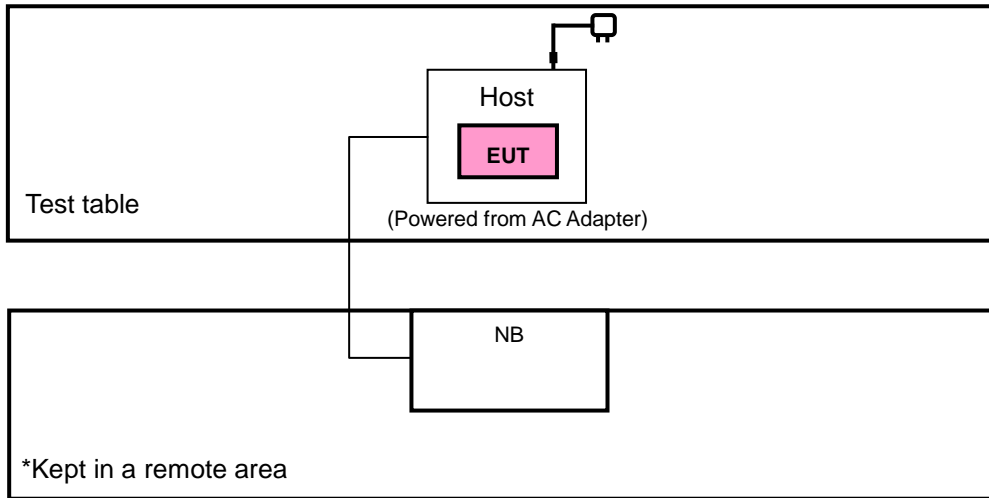 Host
EUT
Test table
(Powered from AC Adapter)
NB
*Kept in a remote area